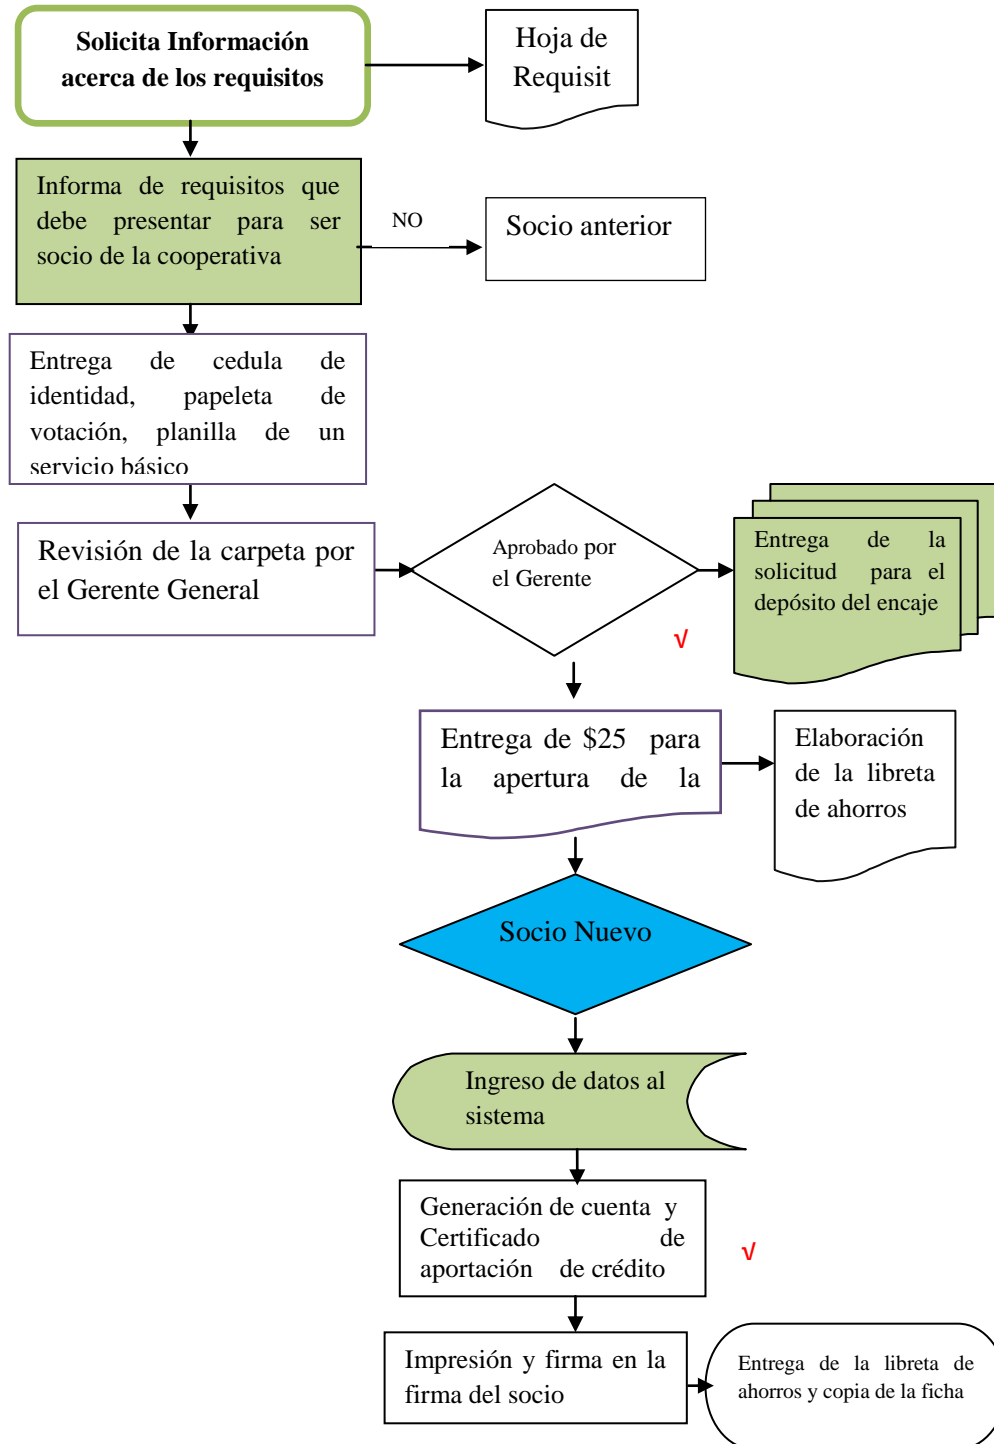 Solicita Información
acerca de los requisitos
Hoja de
Requisit
Informa de requisitos que
debe presentar para ser
socio de la cooperativa
NO
Socio anterior
Entrega de cedula de
identidad, papeleta de
votación, planilla de un
servicio básico
Revisión de la carpeta por
el Gerente General
Aprobado por
el Gerente
Entrega de la
solicitud para el
depósito del encaje
√
Entrega de $25 para
la apertura de la
Elaboración
de la libreta
de ahorros
Socio Nuevo
Ingreso de datos al
sistema
Generación de cuenta y
Certificado de
aportación de crédito
√
Impresión y firma en la
firma del socio
Entrega de la libreta de
ahorros y copia de la ficha